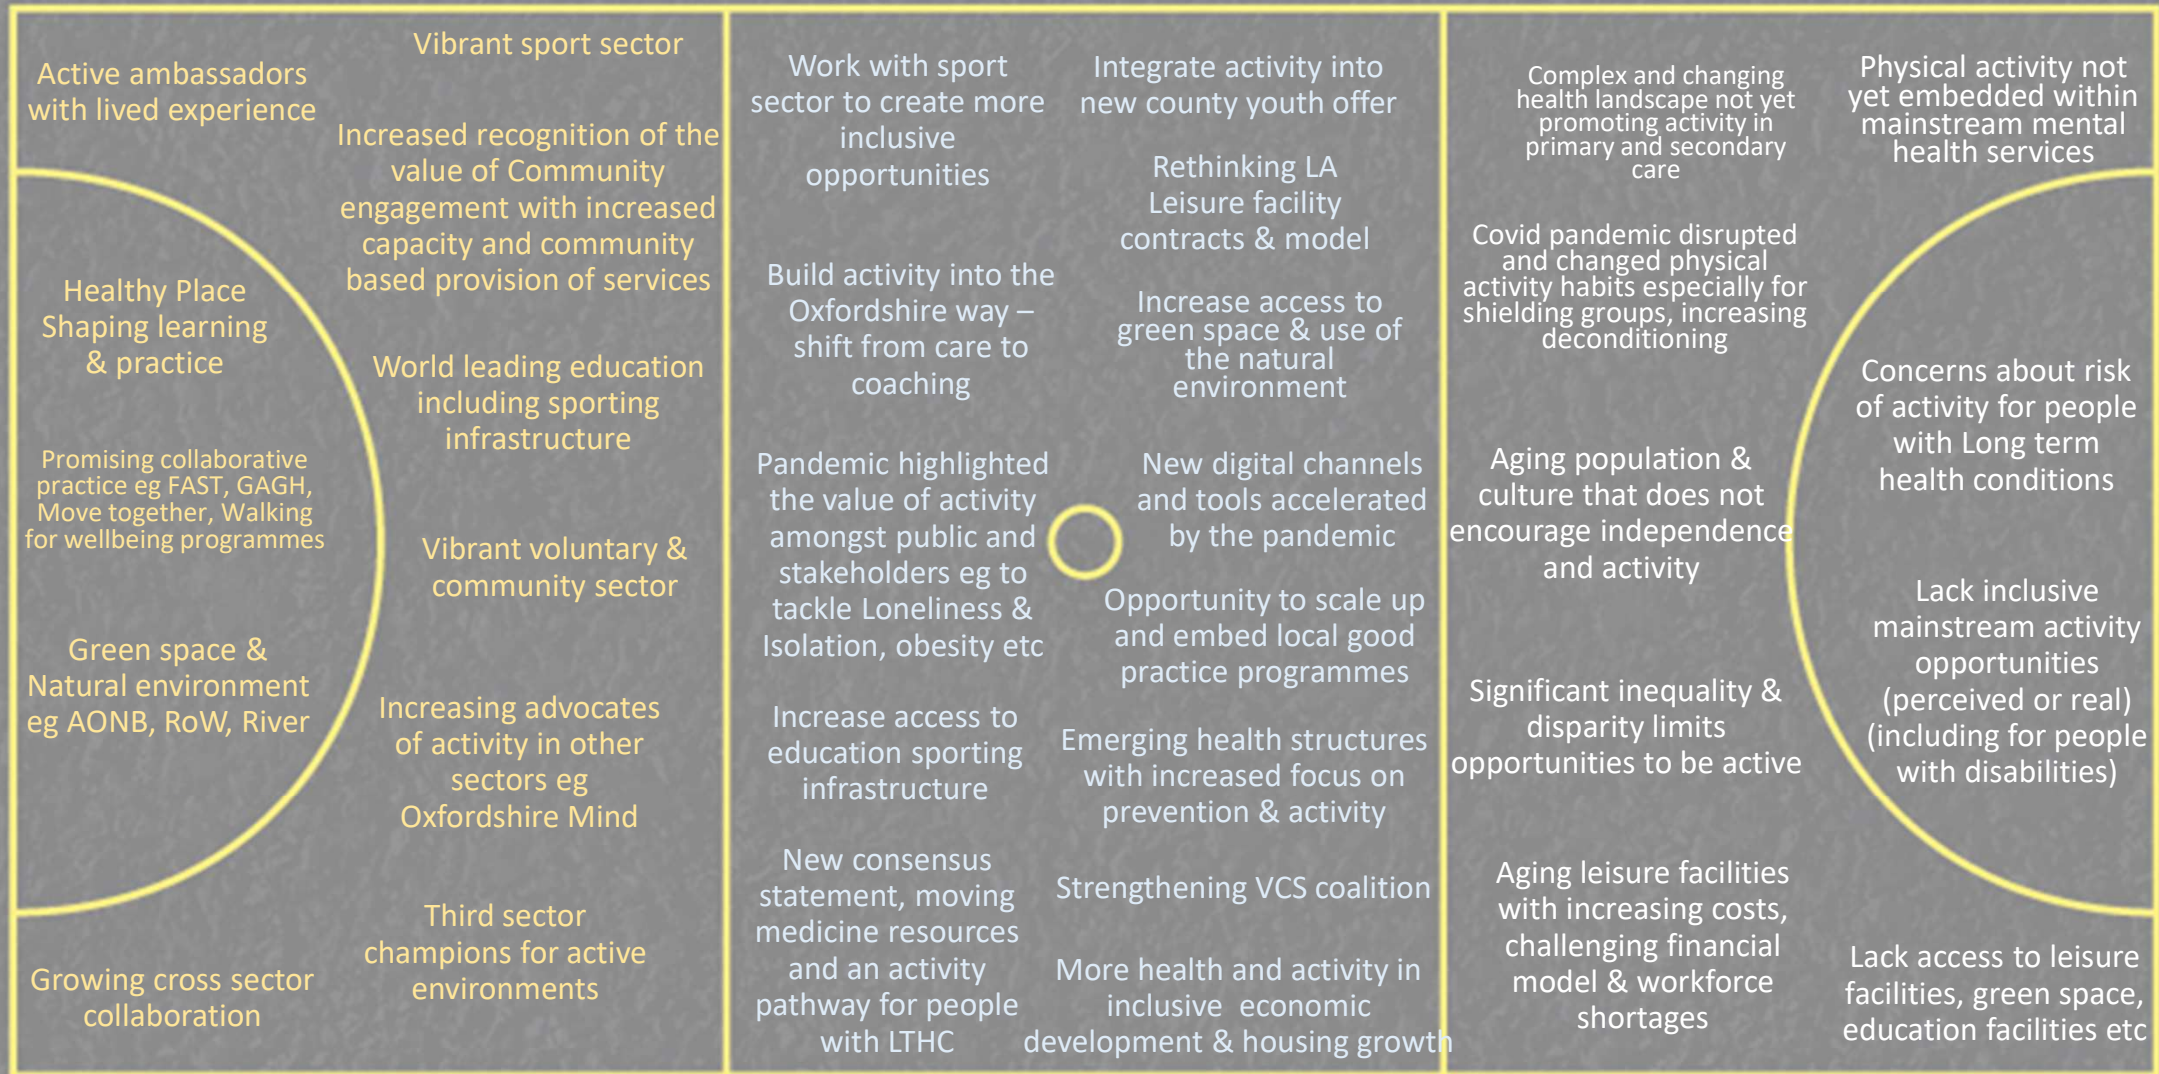 Active ambassadors
with lived experience
Healthy Place
Shaping learning
& practice
Promising collaborative
practice eg FAST, GAGH,
Move together, Walking
for wellbeing programmes
Green space &
Natural environment
eg AONB, RoW, River
Growing cross sector
collaboration
Vibrant sport sector
Increased recognition of the
value of Community
engagement with increased
capacity and community
based provision of services
World leading education
including sporting
infrastructure
Vibrant voluntary &
community sector
Increasing advocates
of activity in other
sectors eg
Oxfordshire Mind
Third sector
champions for active
environments
Work with sport
sector to create more
inclusive
opportunities
Build activity into the
Oxfordshire way –
shift from care to
coaching
Pandemic highlighted
the value of activity
amongst public and
stakeholders eg to
tackle Loneliness &
Isolation, obesity etc
Increase access to
education sporting
infrastructure
New consensus
statement, moving
medicine resources
and an activity
pathway for people
with LTHC
Integrate activity into
new county youth offer
Rethinking LA
Leisure facility
contracts & model
Increase access to
green space & use of
the natural
environment
New digital channels
and tools accelerated
by the pandemic
Opportunity to scale up
and embed local good
practice programmes
Emerging health structures
with increased focus on
prevention & activity
Strengthening VCS coalition
More health and activity in
inclusive economic
development & housing growth
Complex and changing
health landscape not yet
promoting activity in
primary and secondary
care
Covid pandemic disrupted
and changed physical
activity habits especially for
shielding groups, increasing
deconditioning
Aging population &
culture that does not
encourage independence
and activity
Significant inequality &
disparity limits
opportunities to be active
Aging leisure facilities
with increasing costs,
challenging financial
model & workforce
shortages
Physical activity not
yet embedded within
mainstream mental
health services
Concerns about risk
of activity for people
with Long term
health conditions
Lack inclusive
mainstream activity
opportunities
(perceived or real)
(including for people
with disabilities)
Lack access to leisure
facilities, green space,
education facilities etc